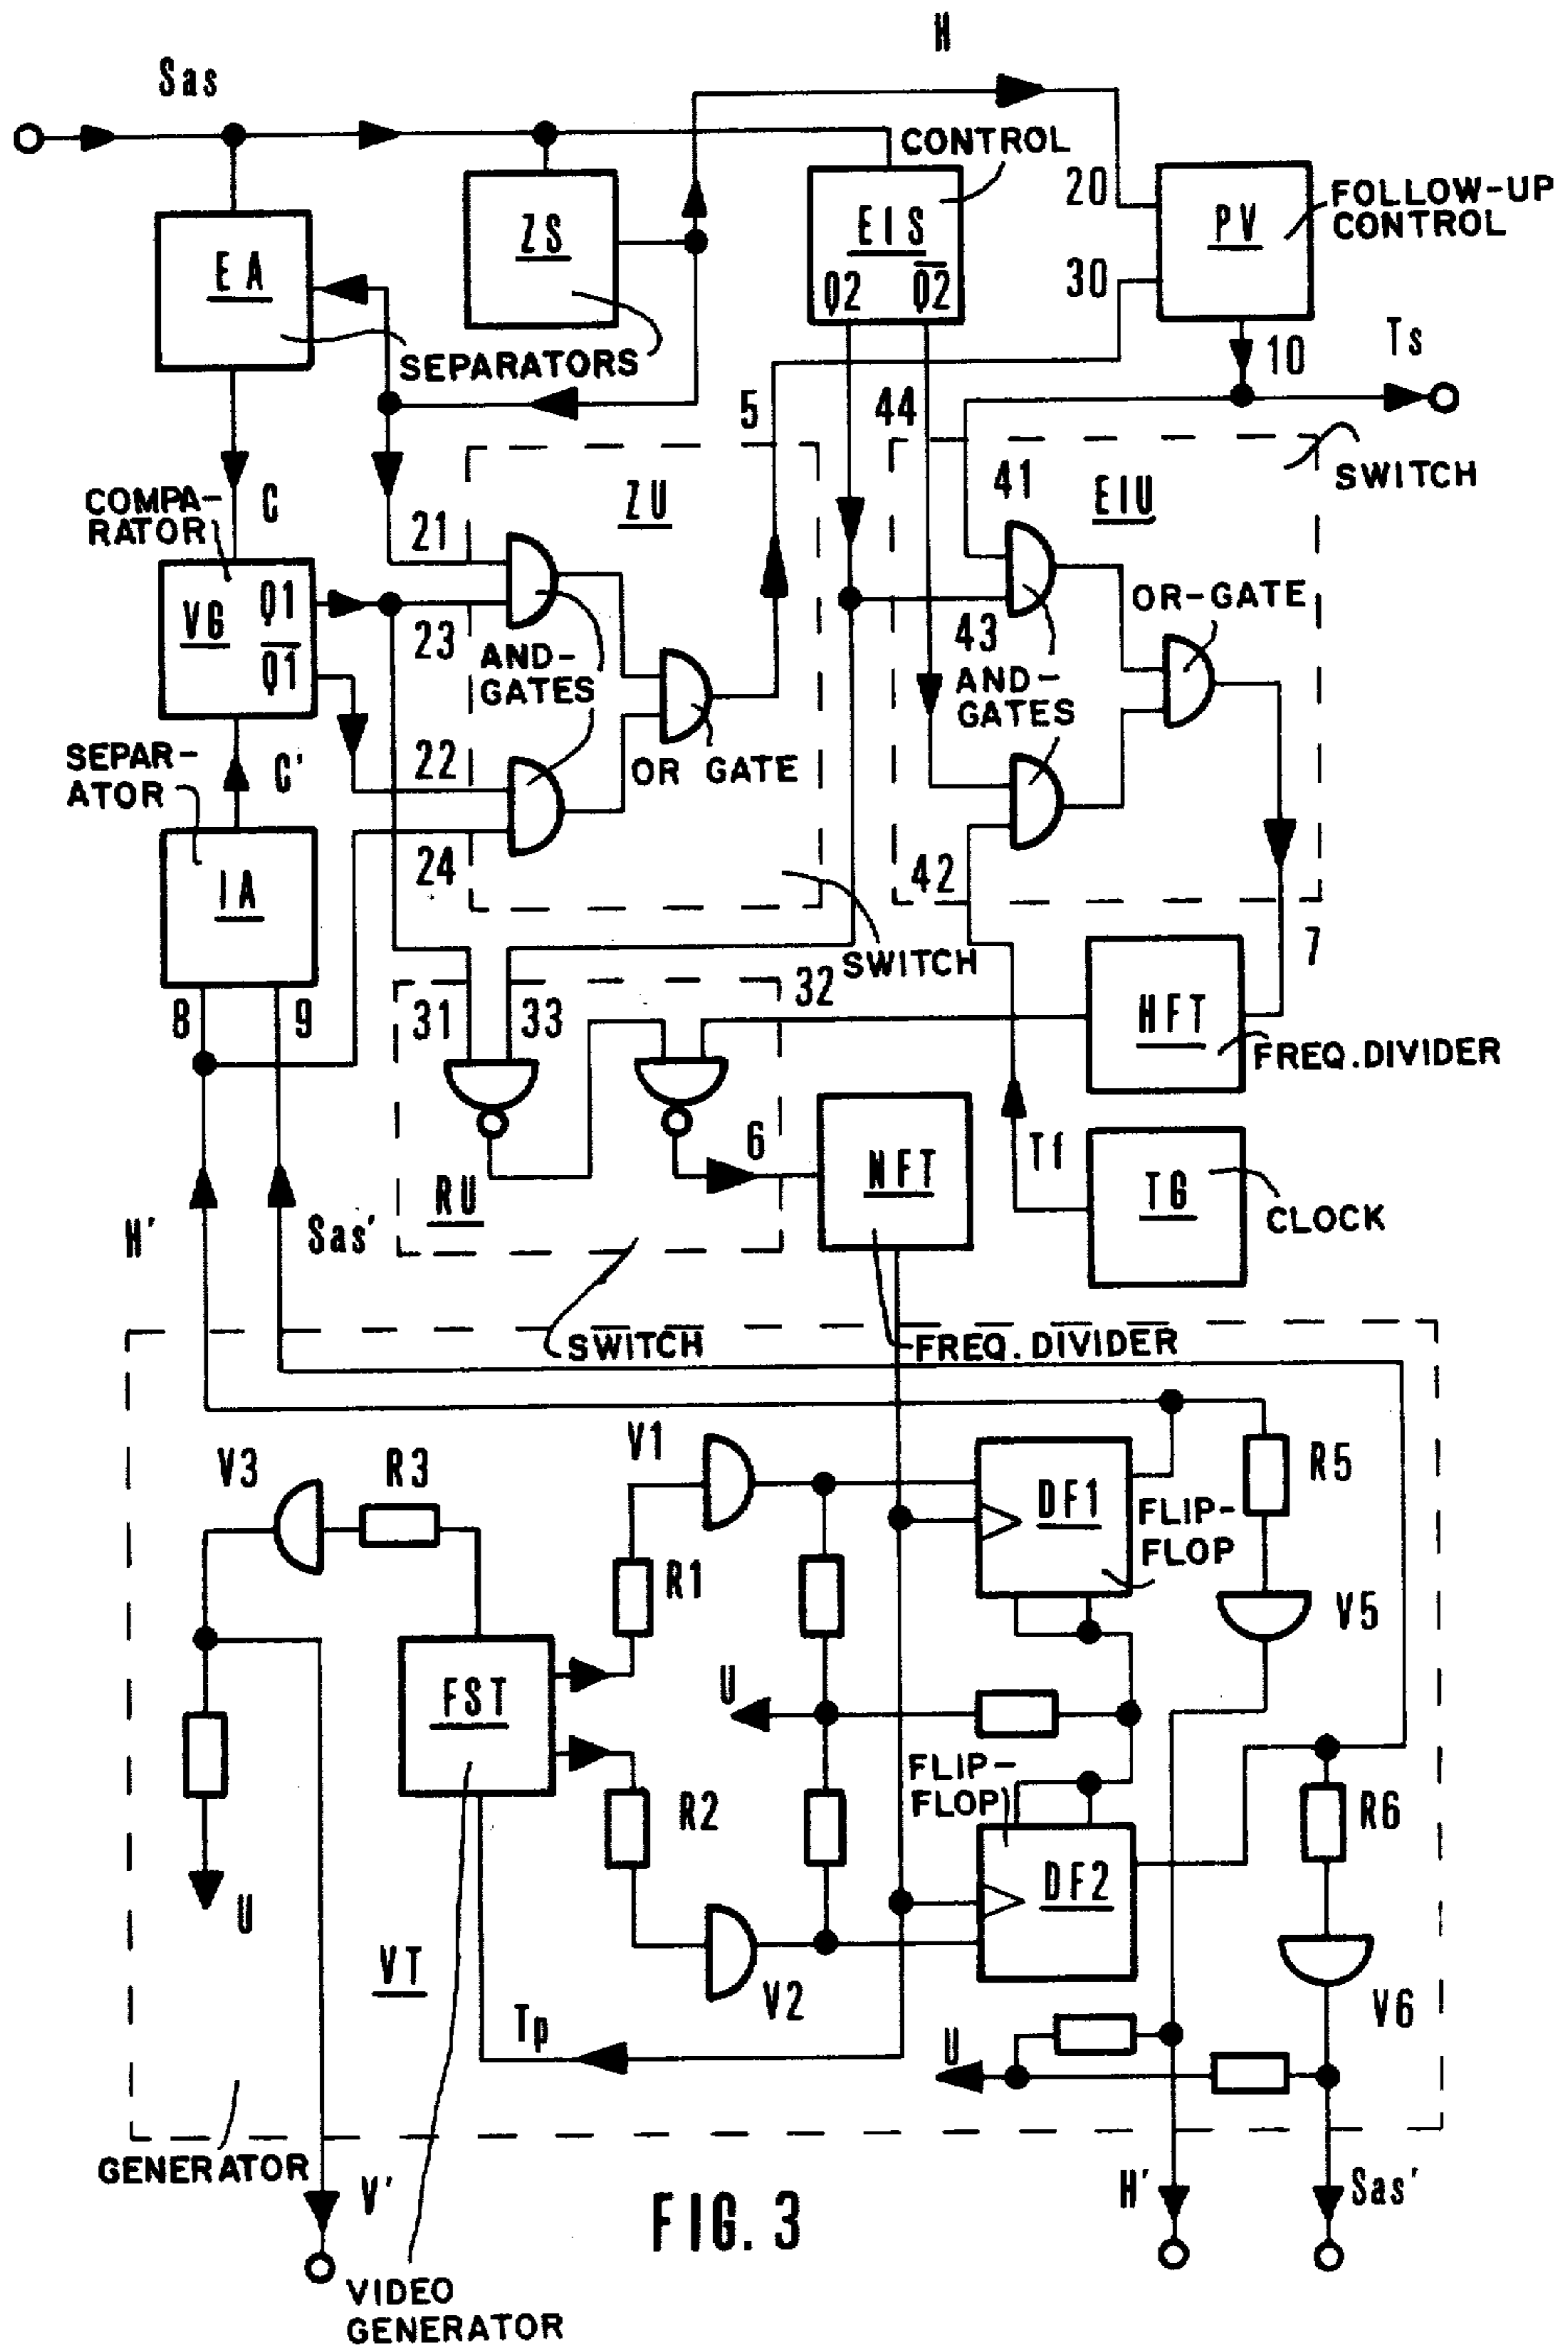 H
Sas
CONTROL
ZS
EIS
Q2 Q2
20
30
PV
FOLLOW-UP
CONTROL
EA
SEPARATORS
10
Ts
5
44
SWITCH
COMPA-
RATOR
C
ZU
41
EIU
21
VG
Q1
Q1
23
AND-
GATES
OR-GATE
43
AND-
GATES
SEPAR-
ATOR
C'
22
OR GATE
IA
24
42
SWITCH
7
8
9
31
33
32
HFT
FREQ.DIVIDER
6
NFT
Tf
TG
CLOCK
RU
H'
Sas'
SWITCH
FREQ. DIVIDER
V3
R3
V1
DF1
FLIP-
FLOP
R5
R1
V5
FST
U
FLIP-
FLOP
R2
R6
DF2
U
VT
V2
V6
Tp
U
GENERATOR
V'
H'
Sas'
FIG. 3
VIDEO
GENERATOR